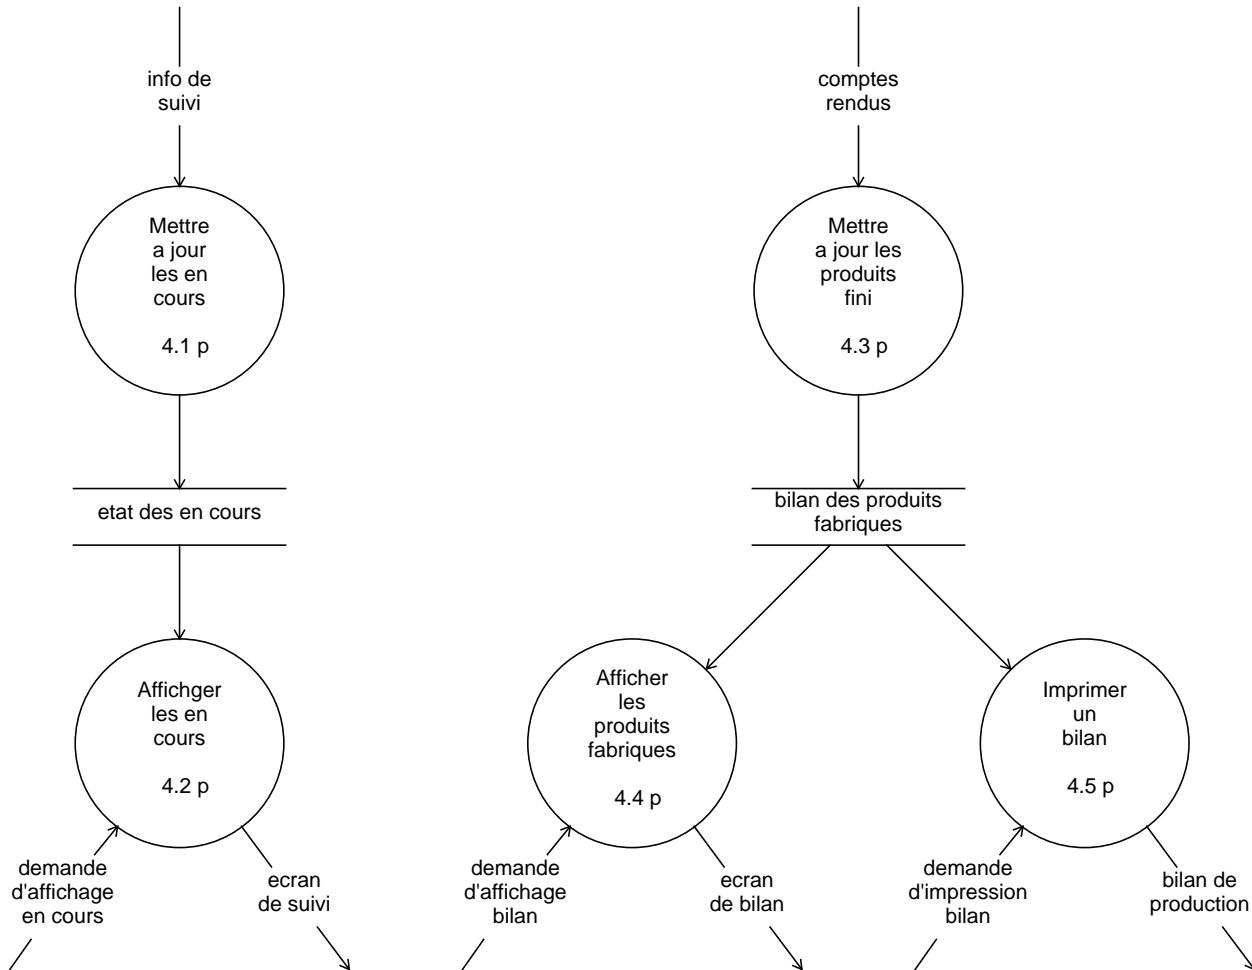 info de
suivi
comptes
rendus
Mettre
a jour
les en
cours
4.1 p
Mettre
a jour les
produits
fini
4.3 p
etat des en cours
bilan des produits
fabriques
Affichger
les en
cours
4.2 p
Afficher
les
produits
fabriques
4.4 p
Imprimer
un
bilan
4.5 p
demande
d'affichage
en cours
ecran
de suivi
demande
d'affichage
bilan
ecran
de bilan
demande
d'impression
bilan
bilan de
production